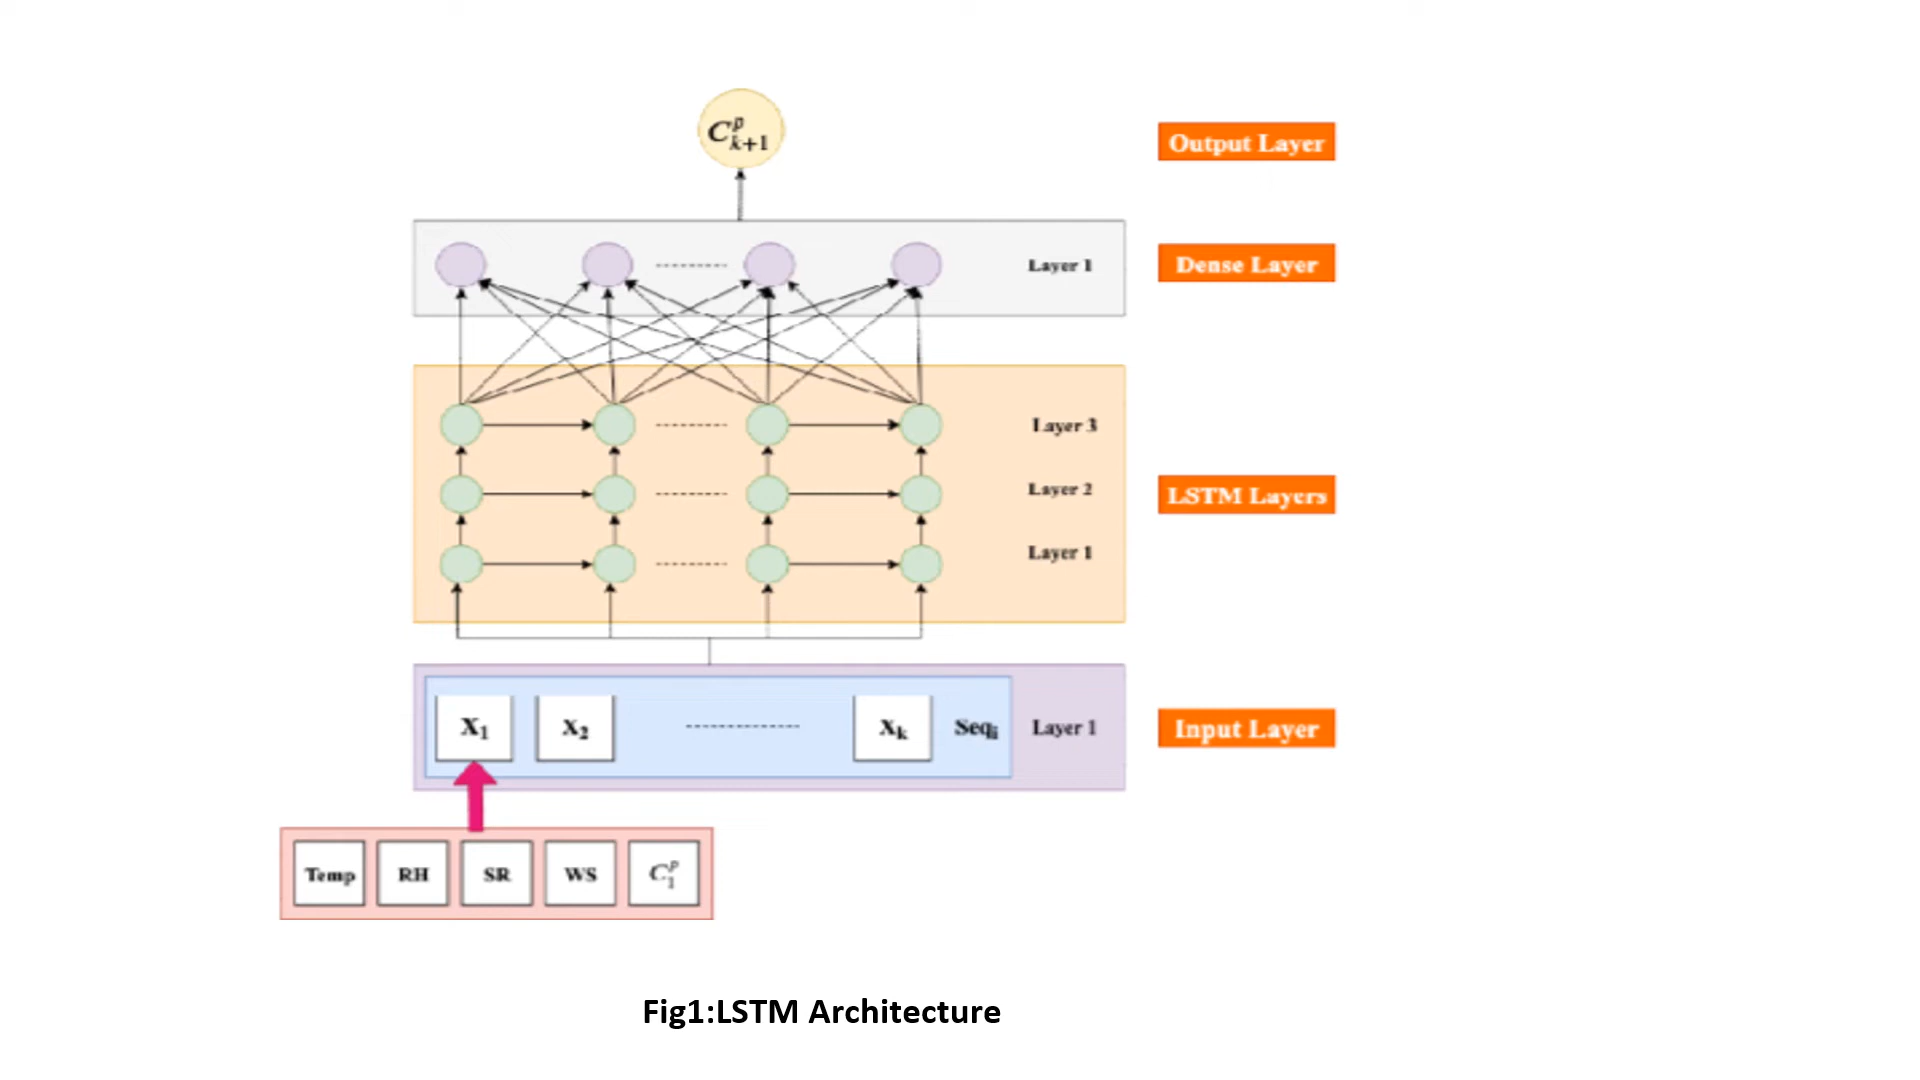 C^p_{k+1}
Output Layer
Layer 1
Dense Layer
Layer 3
Layer 2
LSTM Layers
Layer 1
X₁ X₂ Xₖ Seqᵢ Layer 1
Input Layer
Temp RH SR WS C^p_1
Fig1:LSTM Architecture